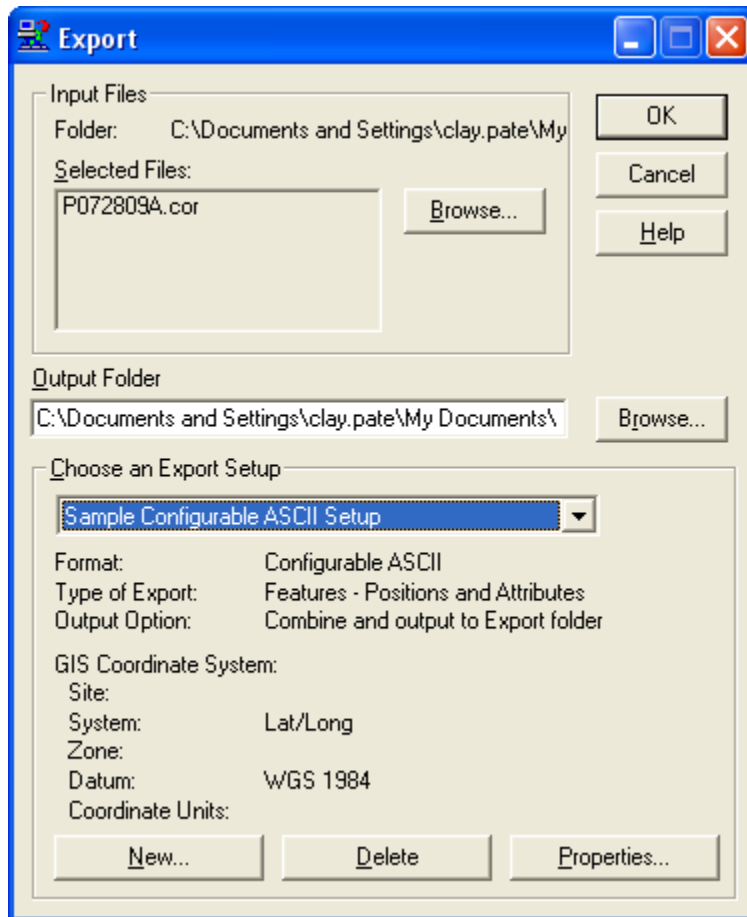 Export
Input Files
Folder: C:\Documents and Settings\clay.pate\My
Selected Files:
P072809A.cor
Browse...
OK
Cancel
Help
Output Folder
C:\Documents and Settings\clay.pate\My Documents\
Browse...
Choose an Export Setup
Sample Configurable ASCII Setup
Format: Configurable ASCII
Type of Export: Features - Positions and Attributes
Output Option: Combine and output to Export folder
GIS Coordinate System:
Site:
System: Lat/Long
Zone:
Datum: WGS 1984
Coordinate Units:
New... Delete Properties...